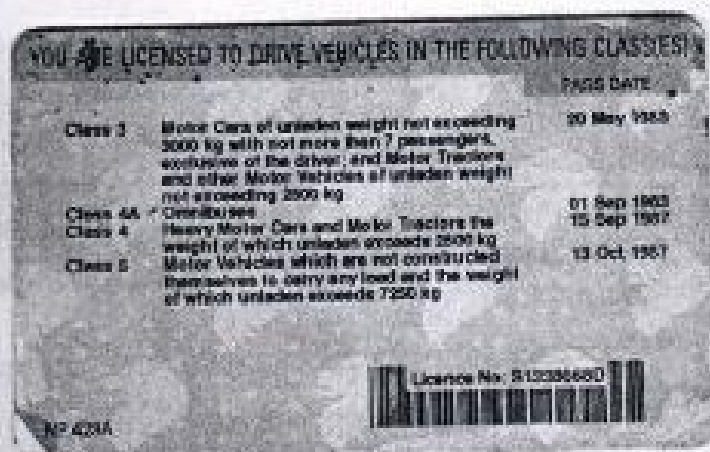 YOU ARE LICENSED TO DRIVE VEHICLES IN THE FOLLOWING CLASS(ES)
PASS DATE
Class 3 Motor Cars of unladen weight not exceeding 20 May
3000 kg with not more than 7 passengers,
exclusive of the driver; and Motor Tractors
and other Motor Vehicles of unladen weight
not exceeding 2500 kg
Class 4A Omnibuses 01 Sep
Class 4 Heavy Motor Cars and Motor Tractors the 15 Sep 1987
weight of which unladen exceeds 2500 kg
Class 5 Motor Vehicles which are not constructed 13 Oct 1987
themselves to carry any load and the weight
of which unladen exceeds 7250 kg
Licence No:
NP 428A